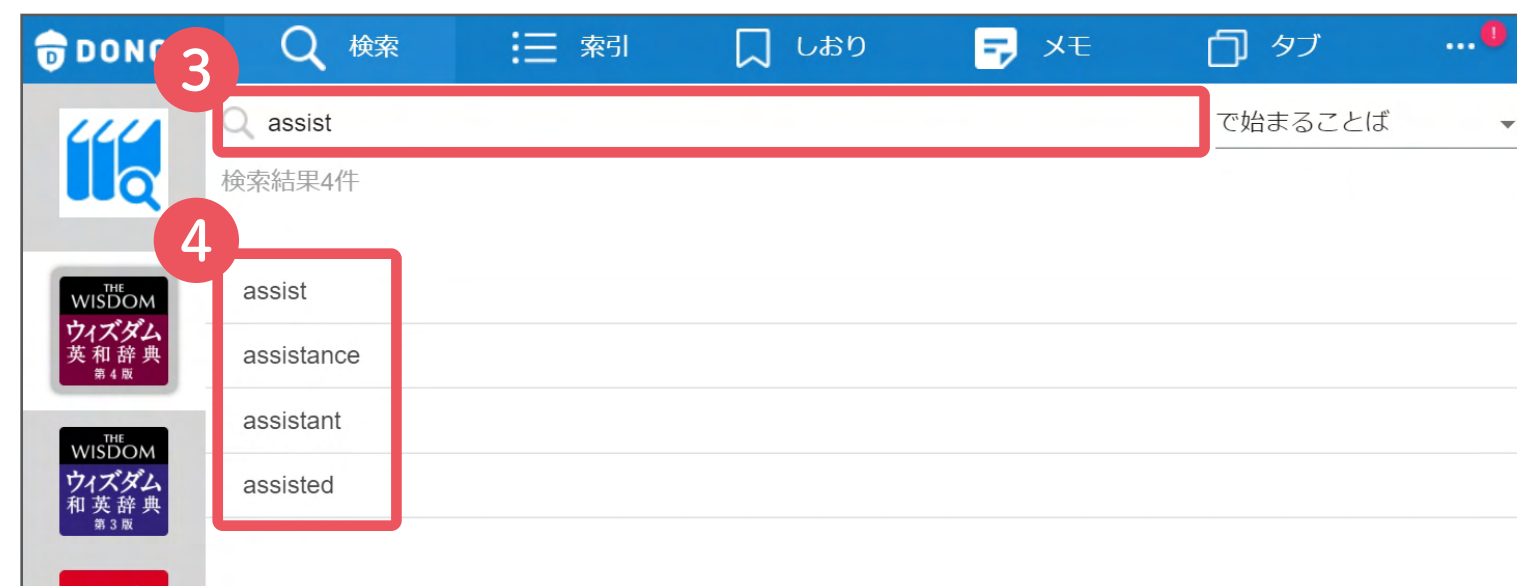 DONG
検索
索引
しおり
メモ
タブ
...
!
3
assist
で始まることば
検索結果4件
4
THE
WISDOM
ウィズダム
英和辞典
第4版
assist
assistance
assistant
assisted
THE
WISDOM
ウィズダム
和英辞典
第3版